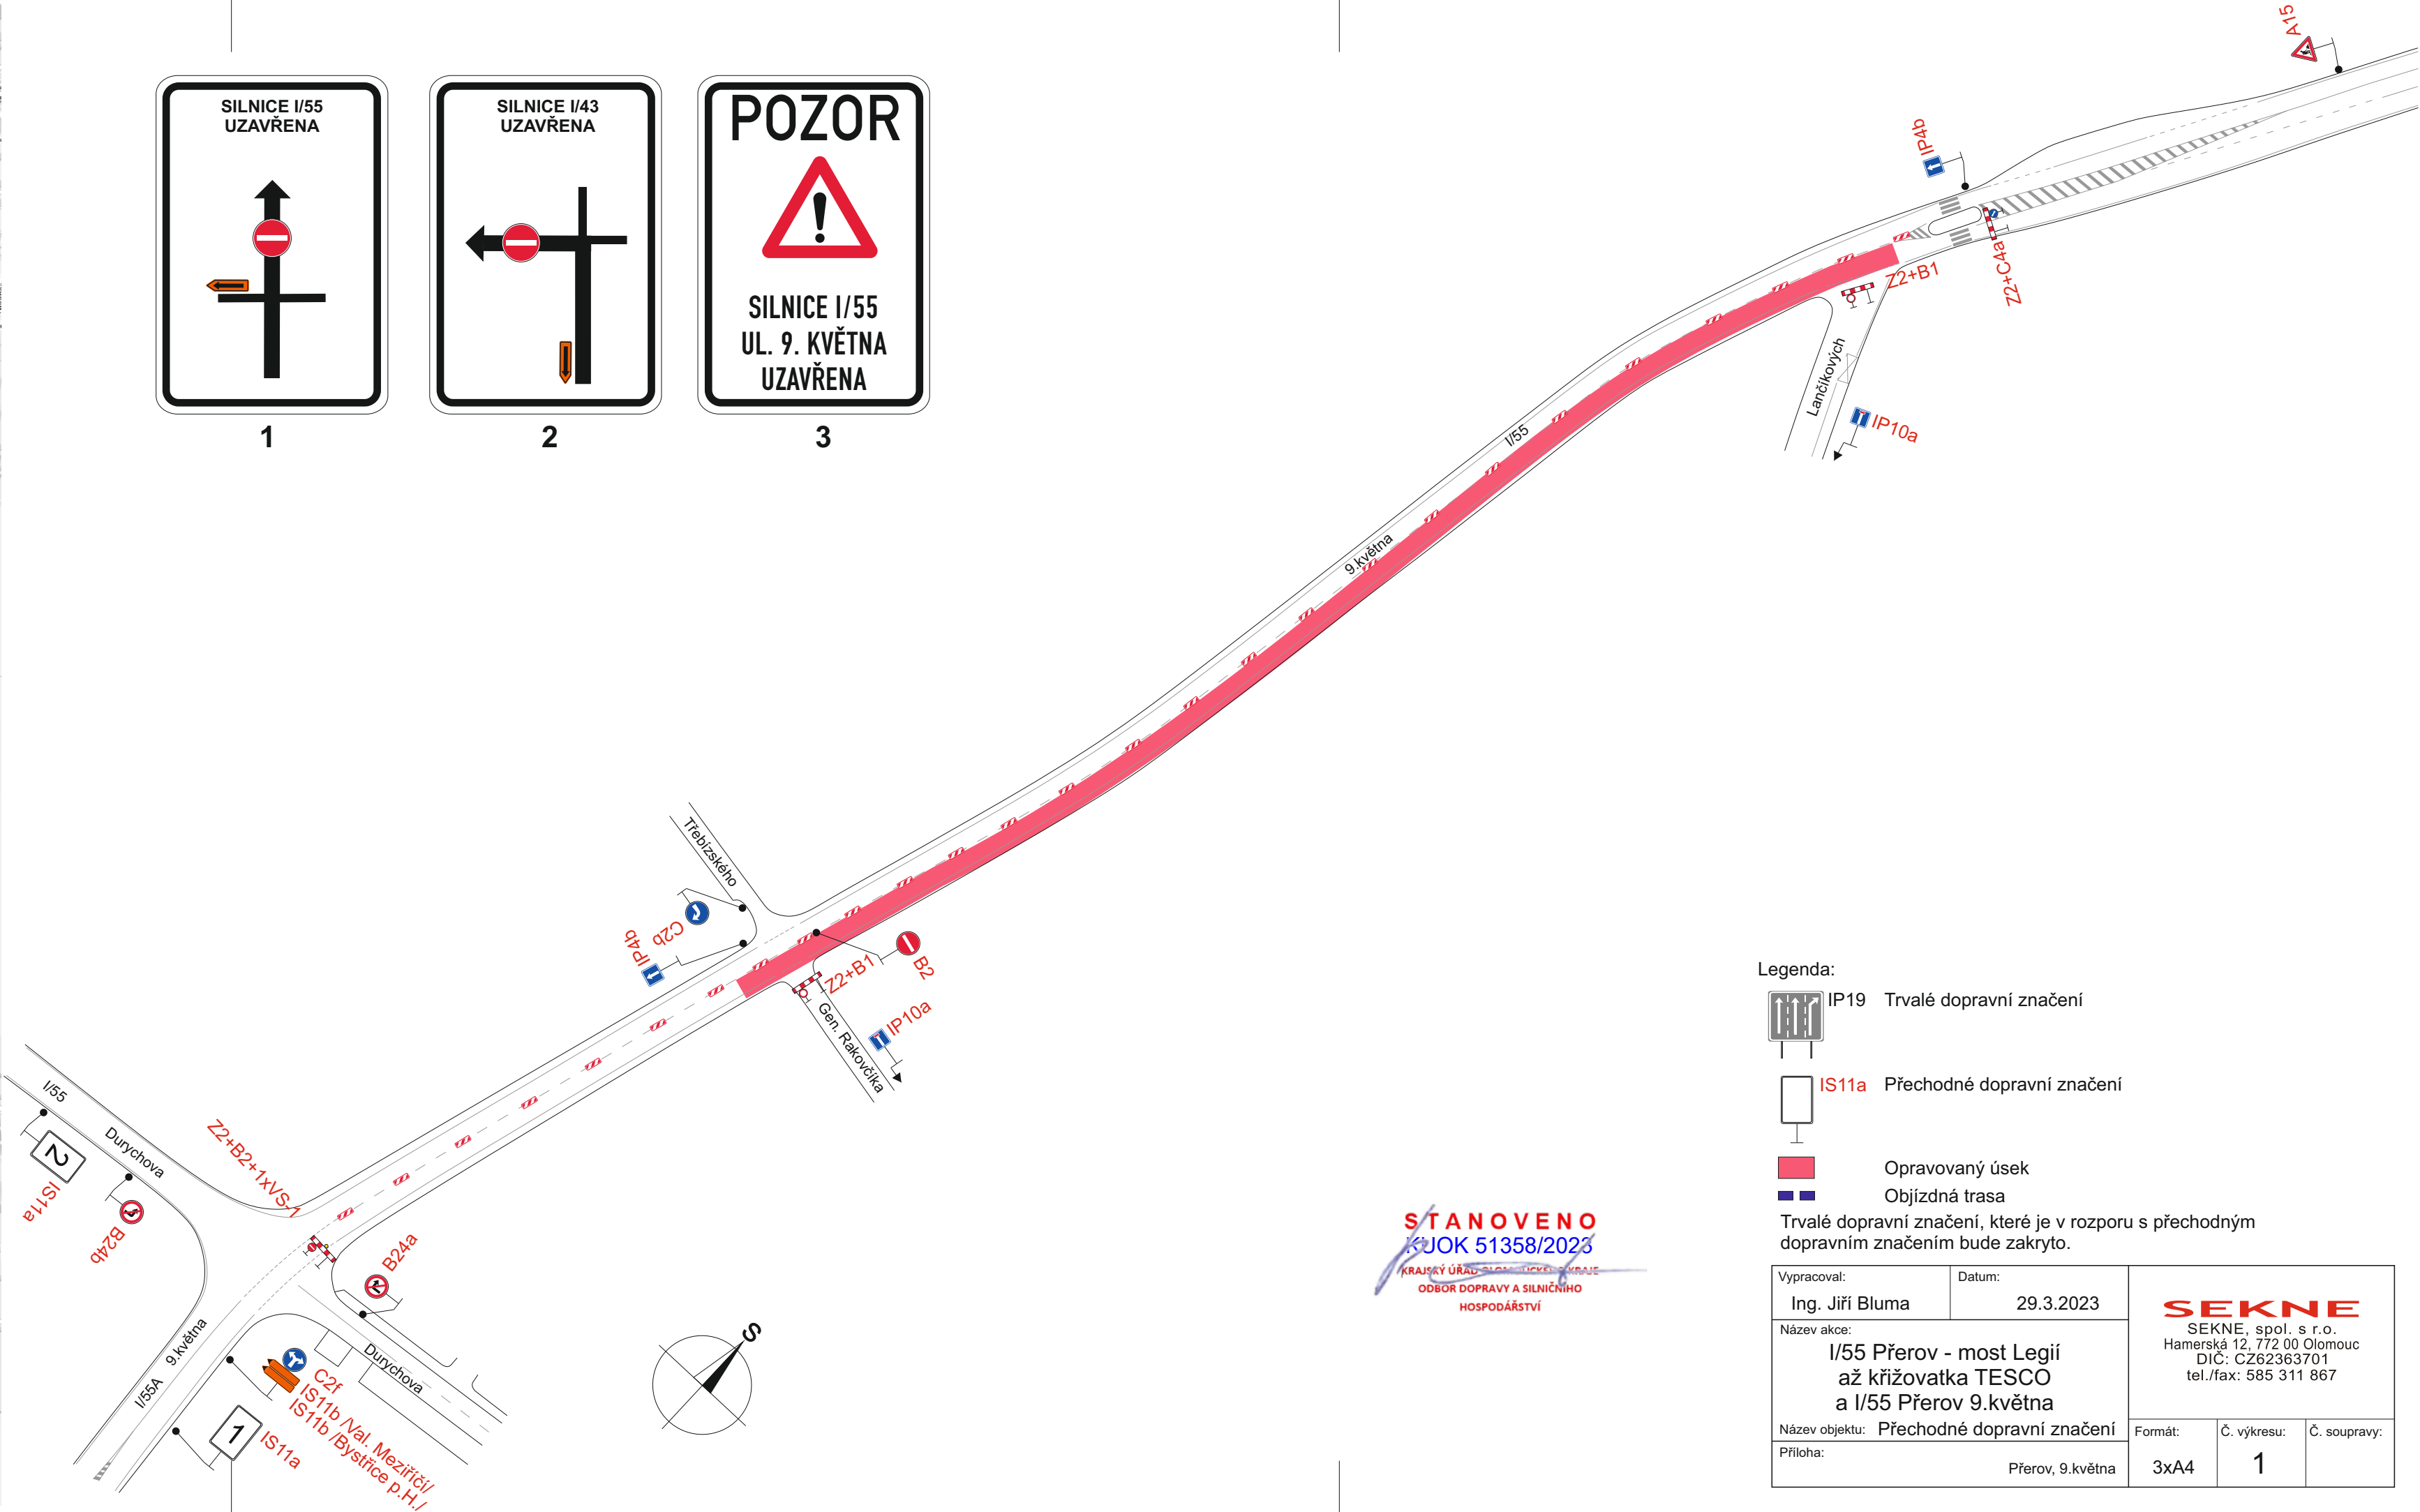 SILNICE I/55
UZAVŘENA
1
SILNICE I/43
UZAVŘENA
2
POZOR
SILNICE I/55
UL. 9. KVĚTNA
UZAVŘENA
3
A15
IP4b
Z2+C4a
Z2+B1
Lančíkových
IP10a
I/55
9.května
Třebízského
C2b
IP4b
Z2+B1
B2
Gen. Rakovčíka
IP10a
I/55
Durychova
2
IS11a
B24b
Z2+B2+1xVS-1
B24a
9.května
I/55A
Durychova
C2f
IS11b /Val. Meziříčí/
IS11b /Bystřice p.H./
1
IS11a
S
STANOVENO
KUOK 51358/2023
KRAJSKÝ ÚŘAD OLOMOUCKÉHO KRAJE
ODBOR DOPRAVY A SILNIČNÍHO
HOSPODÁŘSTVÍ
Legenda:
IP19 Trvalé dopravní značení
IS11a Přechodné dopravní značení
Opravovaný úsek
Objízdná trasa
Trvalé dopravní značení, které je v rozporu s přechodným
dopravním značením bude zakryto.
Vypracoval:
Ing. Jiří Bluma
Datum:
29.3.2023
Název akce:
I/55 Přerov - most Legií
až křižovatka TESCO
a I/55 Přerov 9.května
Název objektu: Přechodné dopravní značení
Příloha:
Přerov, 9.května
SEKNE
SEKNE, spol. s r.o.
Hamerská 12, 772 00 Olomouc
DIČ: CZ62363701
tel./fax: 585 311 867
Formát:
3xA4
Č. výkresu:
1
Č. soupravy: